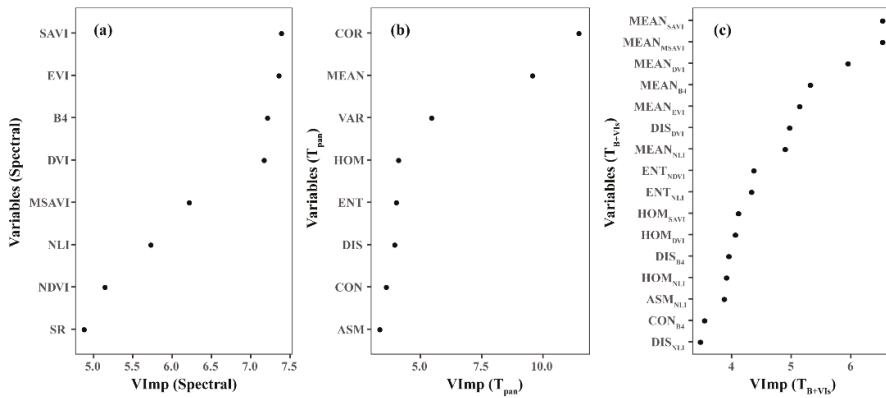 (a)
SAVI
EVI
B4
DVI
MSAVI
NLI
NDVI
SR
Variables (Spectral)
5.0 5.5 6.0 6.5 7.0 7.5
VImp (Spectral)
(b)
COR
MEAN
VAR
HOM
ENT
DIS
CON
ASM
Variables (Tpan)
5.0 10.0
VImp (Tpan)
(c)
MEANSAVI
MEANMSAVI
MEANDVI
MEANB4
MEANEVI
DISDVI
MEANNLI
ENTNDVI
ENTNLI
HOMSAVI
HOMDVI
DISB4
HOMNLI
ASMNLI
CONB4
DISNLI
Variables (TB+VIs)
4 5 6
VImp (TB+VIs)